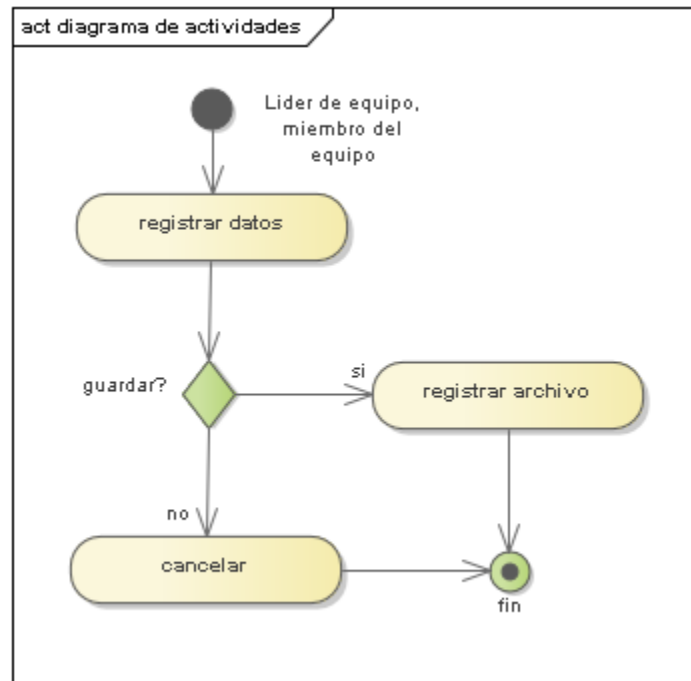 act diagrama de actividades
Lider de equipo,
miembro del
equipo
registrar datos
guardar?
si
registrar archivo
no
cancelar
fin